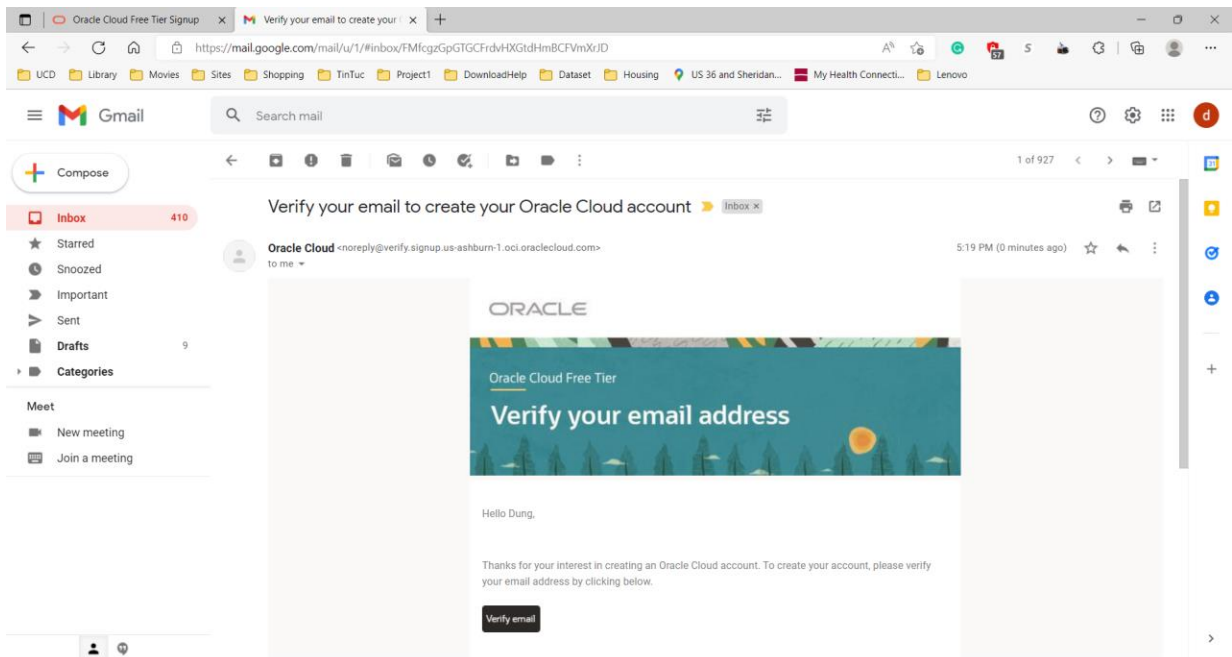 Oracle Cloud Free Tier Signup
Verify your email to create your
https://mail.google.com/mail/u/1/#inbox/FMfcgzGpGTGCFrdvHXGtdHmBCFVmXrJD
57
UCD Library Movies Sites Shopping TinTuc Project1 DownloadHelp Dataset Housing US 36 and Sheridan... My Health Connecti... Lenovo
Gmail
Search mail
d
Compose
1 of 927
31
Verify your email to create your Oracle Cloud account
Inbox x
Inbox 410
Starred
Snoozed
Important
Sent
Drafts 9
Categories
Meet
New meeting
Join a meeting
Oracle Cloud <noreply@verify.signup.us-ashburn-1.oci.oraclecloud.com>
5:19 PM (0 minutes ago)
to me
ORACLE
Oracle Cloud Free Tier
Verify your email address
Hello Dung,
Thanks for your interest in creating an Oracle Cloud account. To create your account, please verify
your email address by clicking below.
Verify email